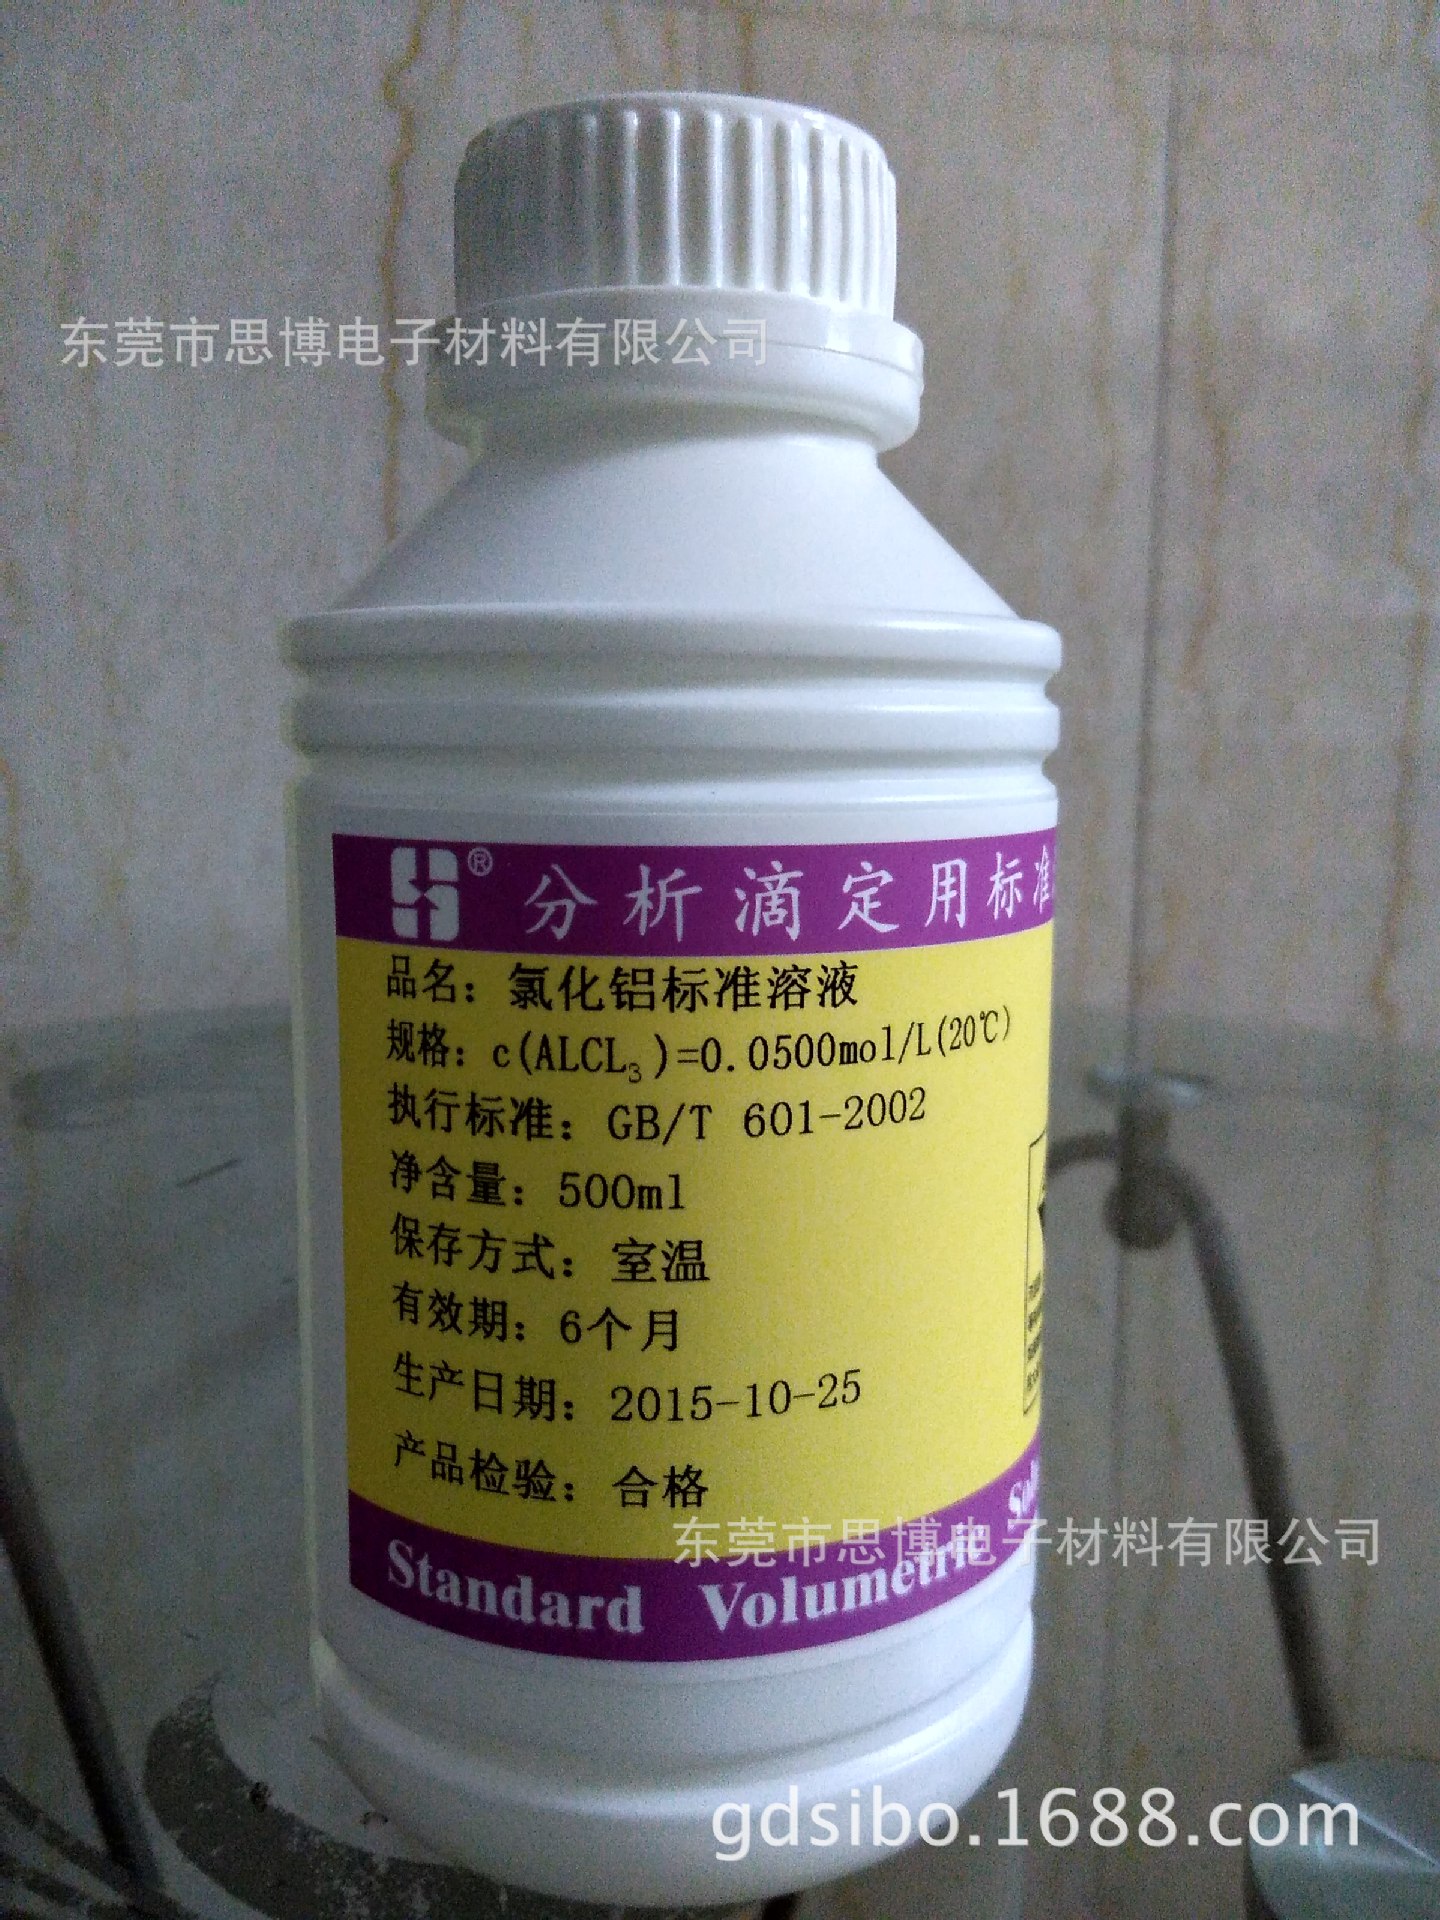 东莞市思博电子材料有限公司
® 分析滴定用标准
品名：氯化铝标准溶液
规格：c(ALCL₃)=0.0500mol/L(20℃)
执行标准：GB/T 601-2002
净含量：500ml
保存方式：室温
有效期：6个月
生产日期：2015-10-25
产品检验：合格
东莞市思博电子材料有限公司
Standard Volumetric Sol
gdsibo.1688.com